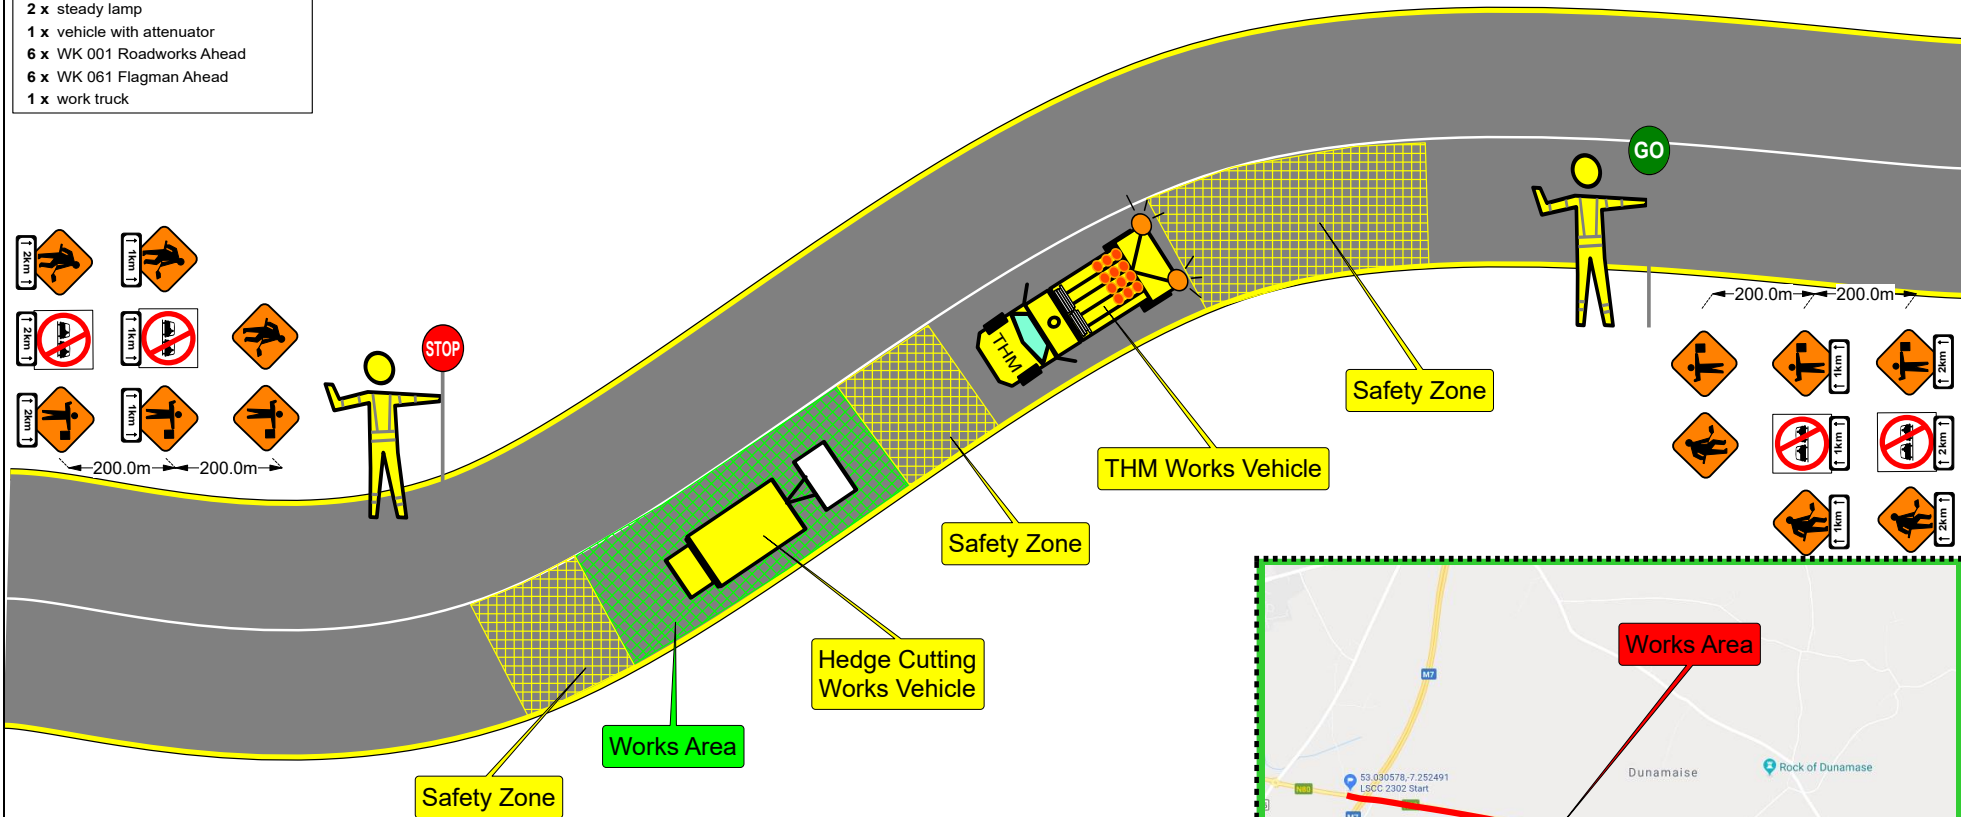 2 x steady lamp
1 x vehicle with attenuator
6 x WK 001 Roadworks Ahead
6 x WK 061 Flagman Ahead
1 x work truck
GO
STOP
2km
1km
2km
1km
2km
1km
200.0m
200.0m
200.0m
200.0m
1km
2km
1km
2km
1km
2km
THM
Safety Zone
THM Works Vehicle
Safety Zone
Hedge Cutting
Works Vehicle
Works Area
Safety Zone
Works Area
M7
Dunamaise
Rock of Dunamase
53.030578,-7.252491
LSCC 2302 Start
N80